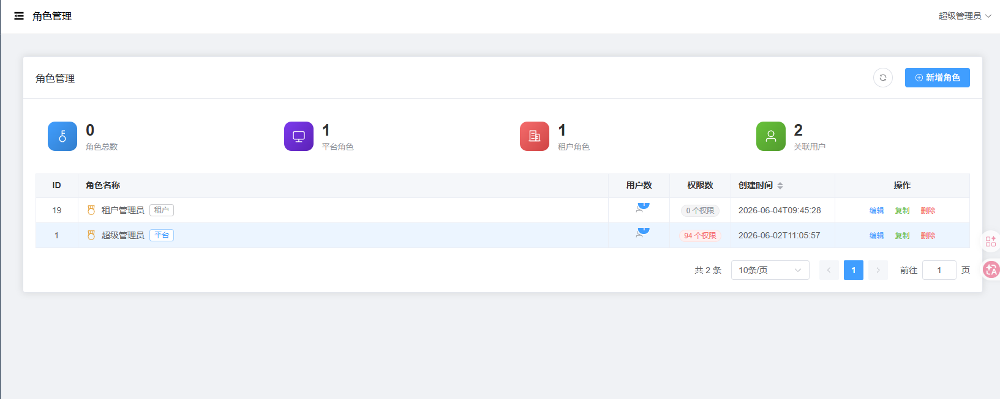 角色管理
超级管理员
角色管理
新增角色
0
角色总数
1
平台角色
1
租户角色
2
关联用户
ID 角色名称 用户数 权限数 创建时间 操作
19 租户管理员 租户 0 个权限 2026-06-04T09:45:28 编辑 复制 删除
1 超级管理员 平台 94 个权限 2026-06-02T11:05:57 编辑 复制 删除
共 2 条 10条/页 1 前往 1 页